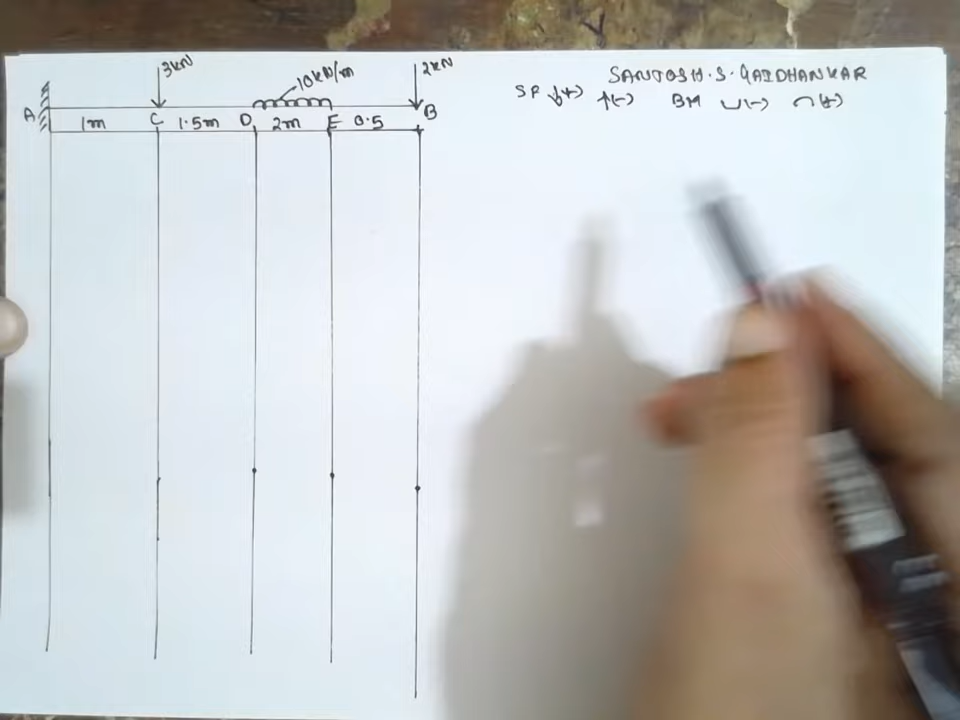 3kN
10kN/m
2kN
SANTOSH.S.GAIDHANKAR
SF ↓(+) ↑(-) BM ◡(-) ◠(+)
A 1m C 1.5m D 2m E 0.5 B